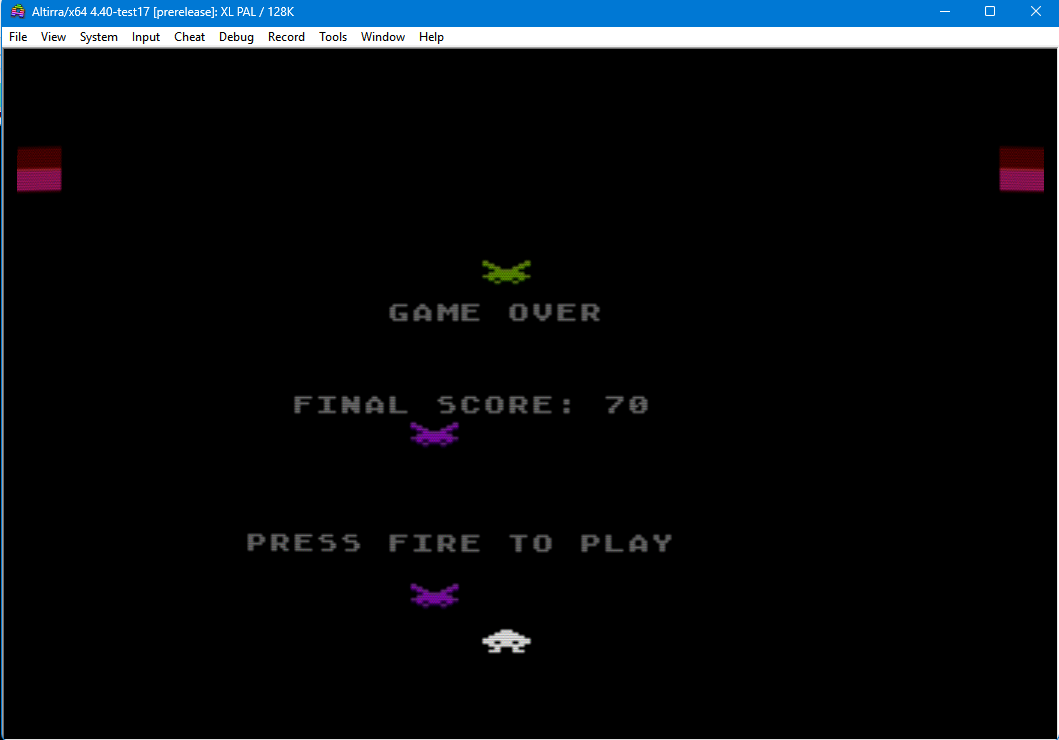 Altirra/x64 4.40-test17 [prerelease]: XL PAL / 128K
File View System Input Cheat Debug Record Tools Window Help
GAME OVER
FINAL SCORE: 70
PRESS FIRE TO PLAY